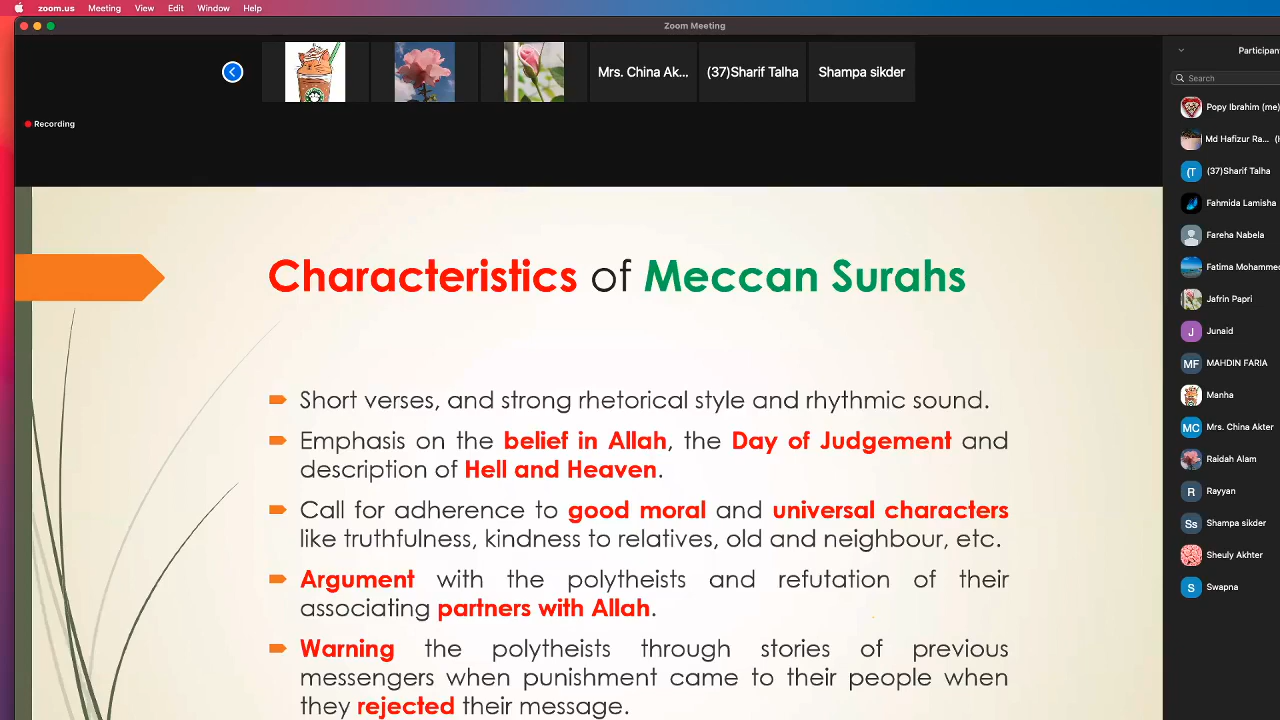 zoom.us Meeting View Edit Window Help
Zoom Meeting
Mrs. China Ak... (37)Sharif Talha Shampa sikder
Recording
Participan
Search
Popy Ibrahim (me)
Md Hafizur Ra... (H
(37)Sharif Talha
Fahmida Lamisha
Fareha Nabela
Fatima Mohammed
Jafrin Papri
J Junaid
MF MAHDIN FARIA
Manha
MC Mrs. China Akter
Raidah Alam
R Rayyan
Ss Shampa sikder
Sheuly Akhter
S Swapna
Characteristics of Meccan Surahs
Short verses, and strong rhetorical style and rhythmic sound.
Emphasis on the belief in Allah, the Day of Judgement and
description of Hell and Heaven.
Call for adherence to good moral and universal characters
like truthfulness, kindness to relatives, old and neighbour, etc.
Argument with the polytheists and refutation of their
associating partners with Allah.
Warning the polytheists through stories of previous
messengers when punishment came to their people when
they rejected their message.